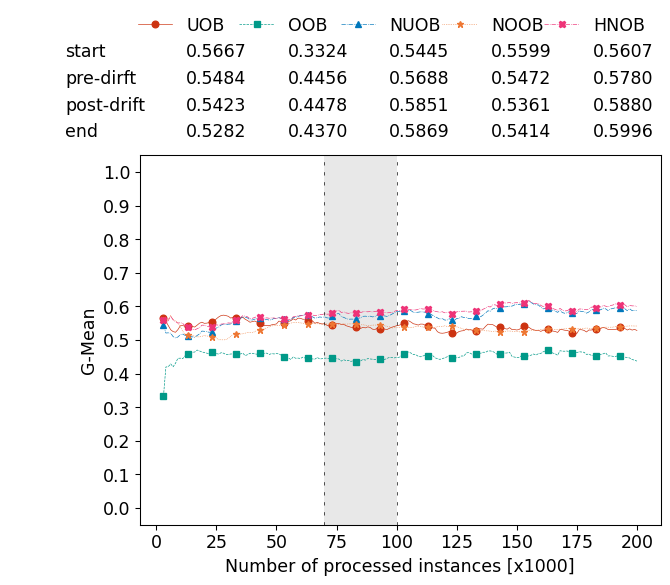 UOB OOB NUOB NOOB HNOB
start 0.5667 0.3324 0.5445 0.5599 0.5607
pre-dirft 0.5484 0.4456 0.5688 0.5472 0.5780
post-drift 0.5423 0.4478 0.5851 0.5361 0.5880
end 0.5282 0.4370 0.5869 0.5414 0.5996
1.0
0.9
0.8
0.7
0.6
0.5
0.4
0.3
0.2
0.1
0.0
G-Mean
0 25 50 75 100 125 150 175 200
Number of processed instances [x1000]